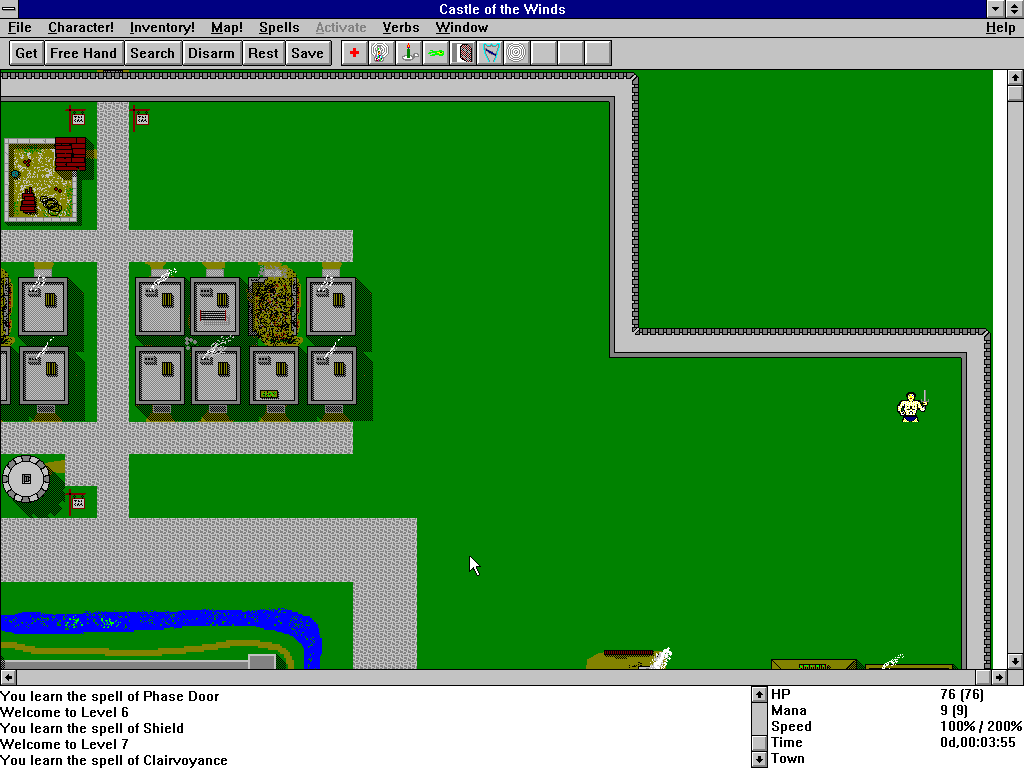 Castle of the Winds
File Character! Inventory! Map! Spells Activate Verbs Window Help
Get Free Hand Search Disarm Rest Save
You learn the spell of Phase Door
Welcome to Level 6
You learn the spell of Shield
Welcome to Level 7
You learn the spell of Clairvoyance
HP 76 (76)
Mana 9 (9)
Speed 100% / 200%
Time 0d,00:03:55
Town